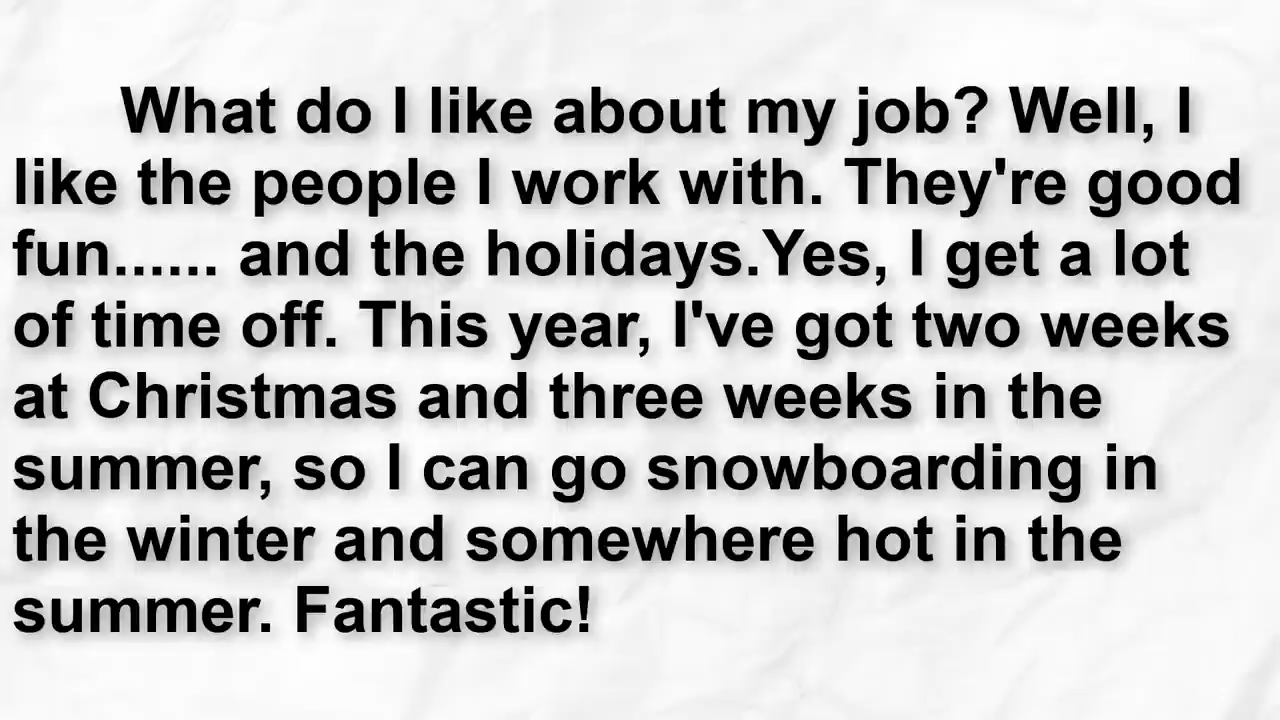 What do I like about my job? Well, I
like the people I work with. They're good
fun...... and the holidays.Yes, I get a lot
of time off. This year, I've got two weeks
at Christmas and three weeks in the
summer, so I can go snowboarding in
the winter and somewhere hot in the
summer. Fantastic!